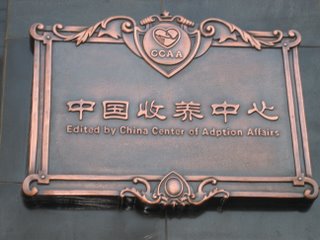 CCAA
中国收养中心
Edited by China Center of Adption Affairs